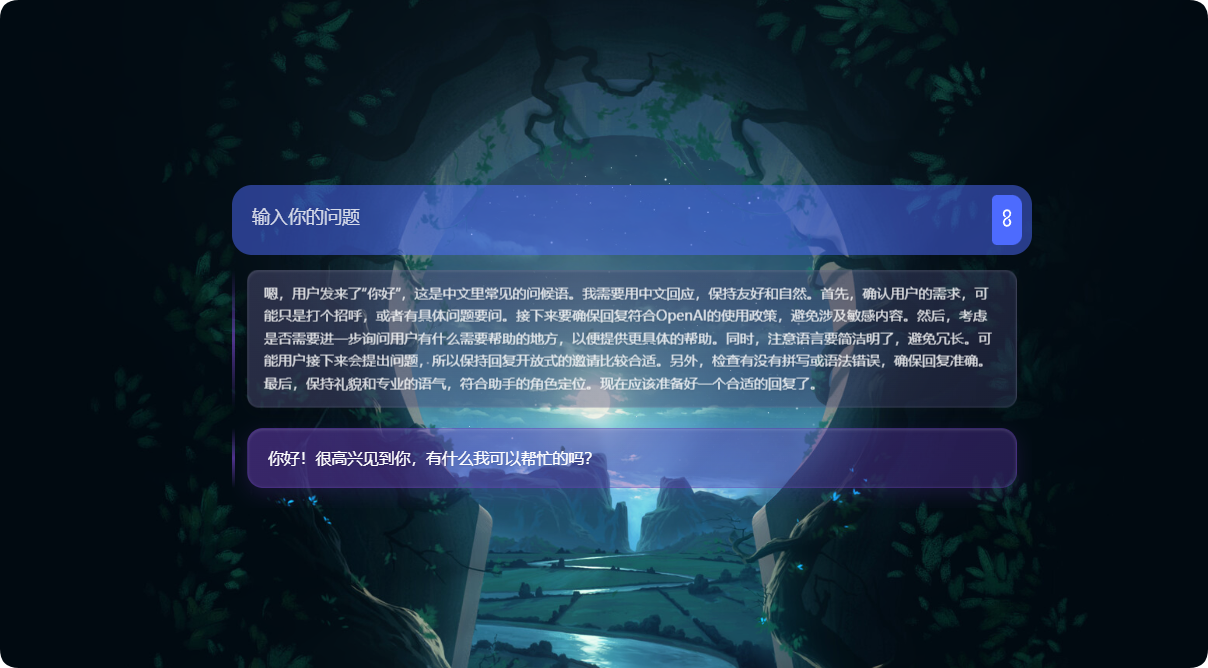 输入你的问题
嗯，用户发来了“你好”，这是中文里常见的问候语。我需要用中文回应，保持友好和自然。首先，确认用户的需求，可
能只是打个招呼，或者有具体问题要问。接下来要确保回复符合OpenAI的使用政策，避免涉及敏感内容。然后，考虑
是否需要进一步询问用户有什么需要帮助的地方，以便提供更具体的帮助。同时，注意语言要简洁明了，避免冗长。可
能用户接下来会提出问题，所以保持回复开放式的邀请比较合适。另外，检查有没有拼写或语法错误，确保回复准确。
最后，保持礼貌和专业的语气，符合助手的角色定位。现在应该准备好一个合适的回复了。
你好！很高兴见到你，有什么我可以帮忙的吗？